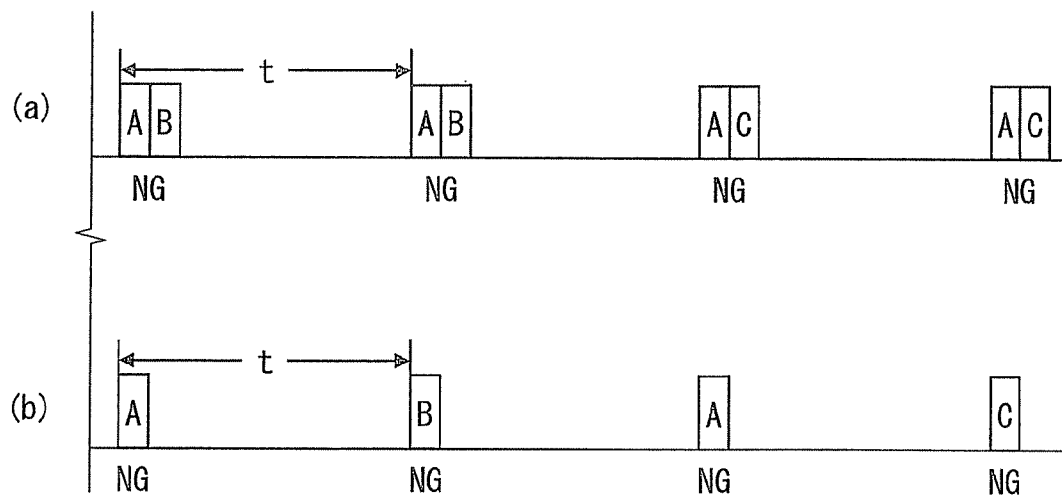 t
(a)
A B A B A C A C
NG NG NG NG
t
(b)
A B A C
NG NG NG NG